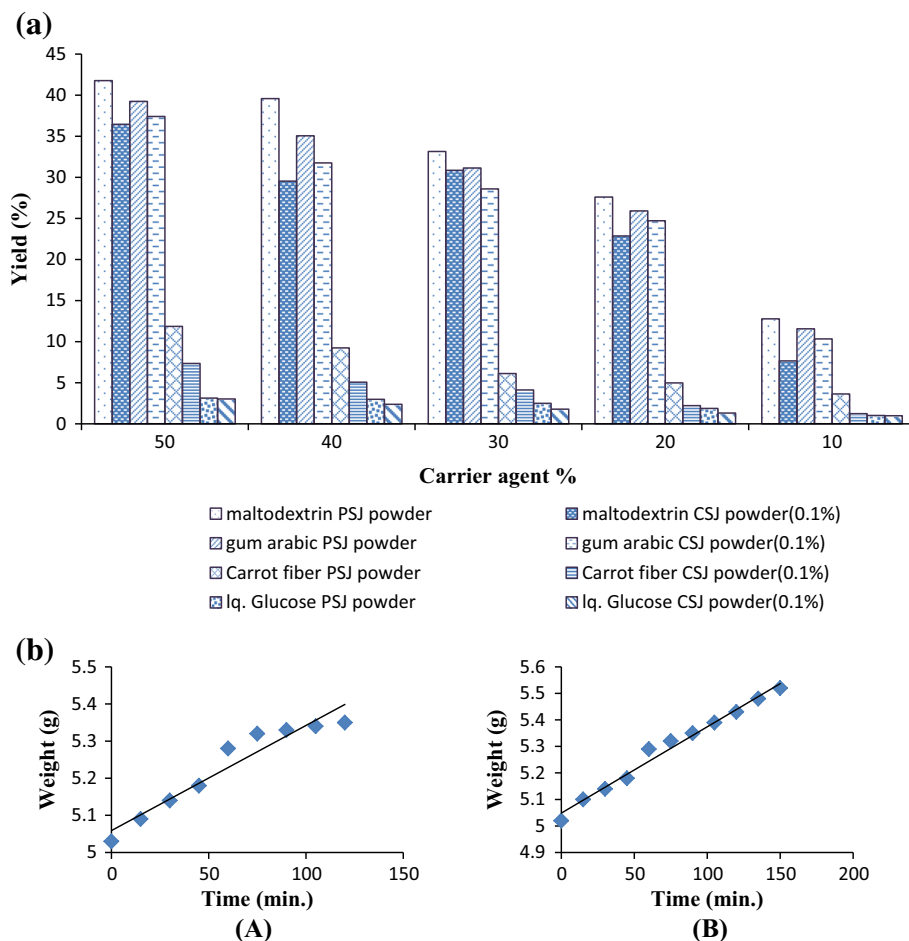 (a)
45
40
35
30
25
20
15
10
5
0
Yield (%)
50 40 30 20 10
Carrier agent %
maltodextrin PSJ powder maltodextrin CSJ powder(0.1%)
gum arabic PSJ powder gum arabic CSJ powder(0.1%)
Carrot fiber PSJ powder Carrot fiber CSJ powder(0.1%)
lq. Glucose PSJ powder lq. Glucose CSJ powder(0.1%)
(b)
5.5
5.4
5.3
5.2
5.1
5
Weight (g)
0 50 100 150
Time (min.)
(A)
5.6
5.5
5.4
5.3
5.2
5.1
5
4.9
Weight (g)
0 50 100 150 200
Time (min.)
(B)